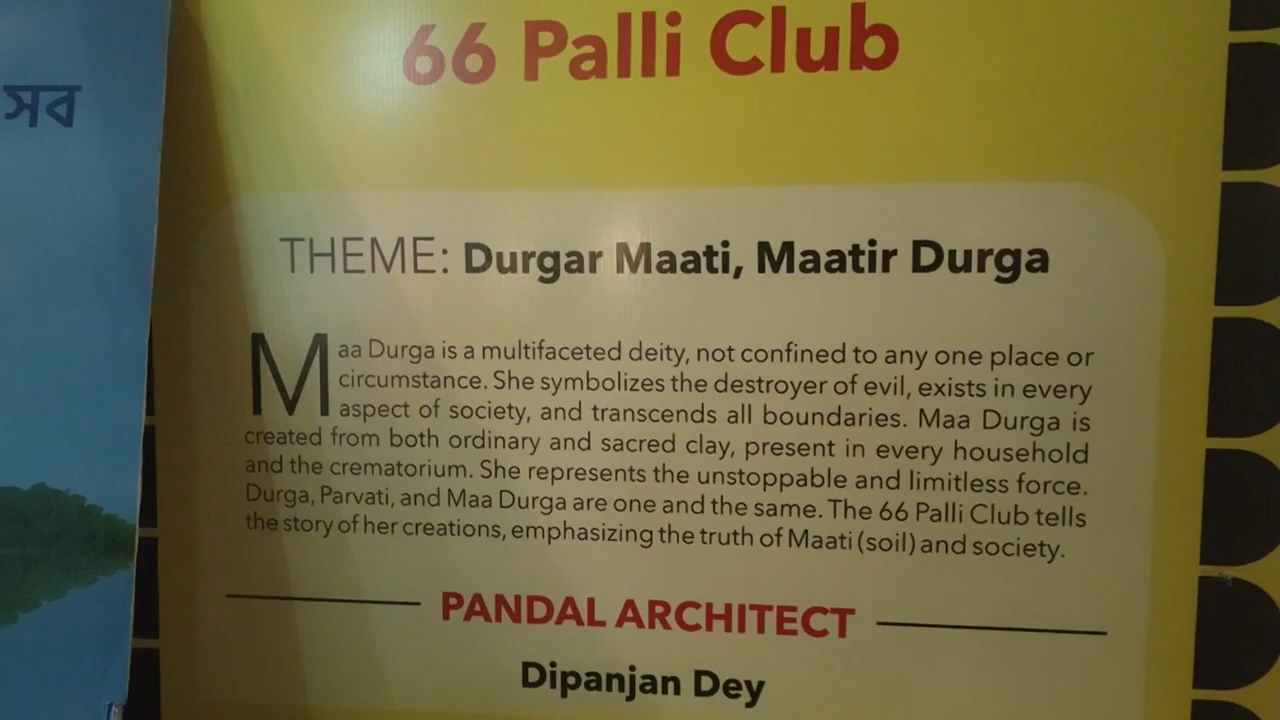 66 Palli Club
সব
THEME: Durgar Maati, Maatir Durga
Maa Durga is a multifaceted deity, not confined to any one place or
circumstance. She symbolizes the destroyer of evil, exists in every
aspect of society, and transcends all boundaries. Maa Durga is
created from both ordinary and sacred clay, present in every household
and the crematorium. She represents the unstoppable and limitless force.
Durga, Parvati, and Maa Durga are one and the same. The 66 Palli Club tells
the story of her creations, emphasizing the truth of Maati (soil) and society.
PANDAL ARCHITECT
Dipanjan Dey